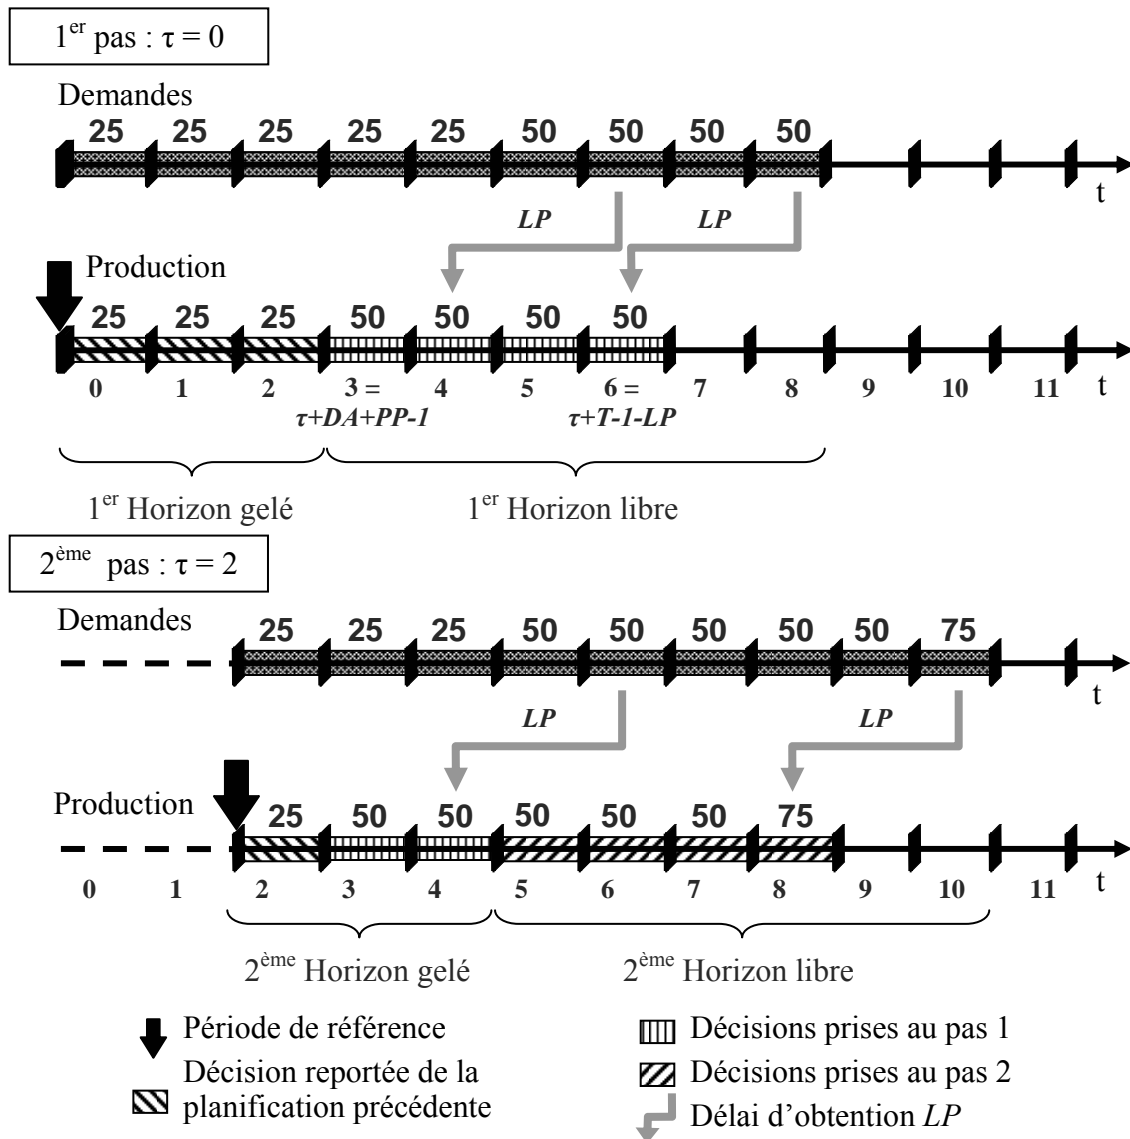 1er pas : τ = 0
Demandes
25 25 25 25 25 50 50 50 50
t
LP LP
Production
25 25 25 50 50 50 50
0 1 2 3 = 4 5 6 = 7 8 9 10 11 t
τ+DA+PP-1 τ+T-1-LP
1er Horizon gelé 1er Horizon libre
2ème pas : τ = 2
Demandes
25 25 25 50 50 50 50 50 75
t
LP LP
Production
25 50 50 50 50 50 75
0 1 2 3 4 5 6 7 8 9 10 11 t
2ème Horizon gelé 2ème Horizon libre
Période de référence
Décision reportée de la
planification précédente
Décisions prises au pas 1
Décisions prises au pas 2
Délai d'obtention LP